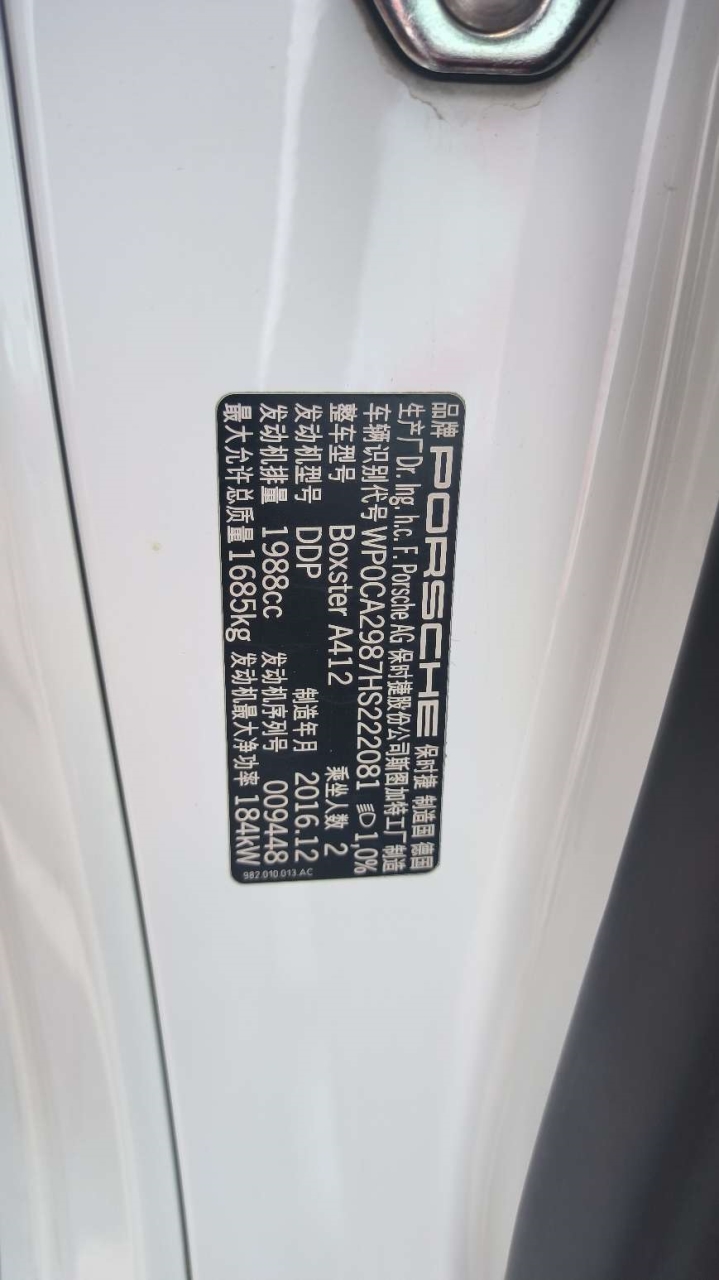 品牌 PORSCHE 保时捷 制造国 德国
生产厂 Dr. Ing. h.c. F. Porsche AG 保时捷股份公司斯图加特工厂 制造
车辆识别代号 WP0CA2987HS222081 1,0%
整车型号 Boxster A412 乘坐人数 2
发动机型号 DDP 制造年月 2016.12
发动机排量 1988cc 发动机序列号 009448
最大允许总质量 1685kg 发动机最大净功率 184kW
982.010.013.AC